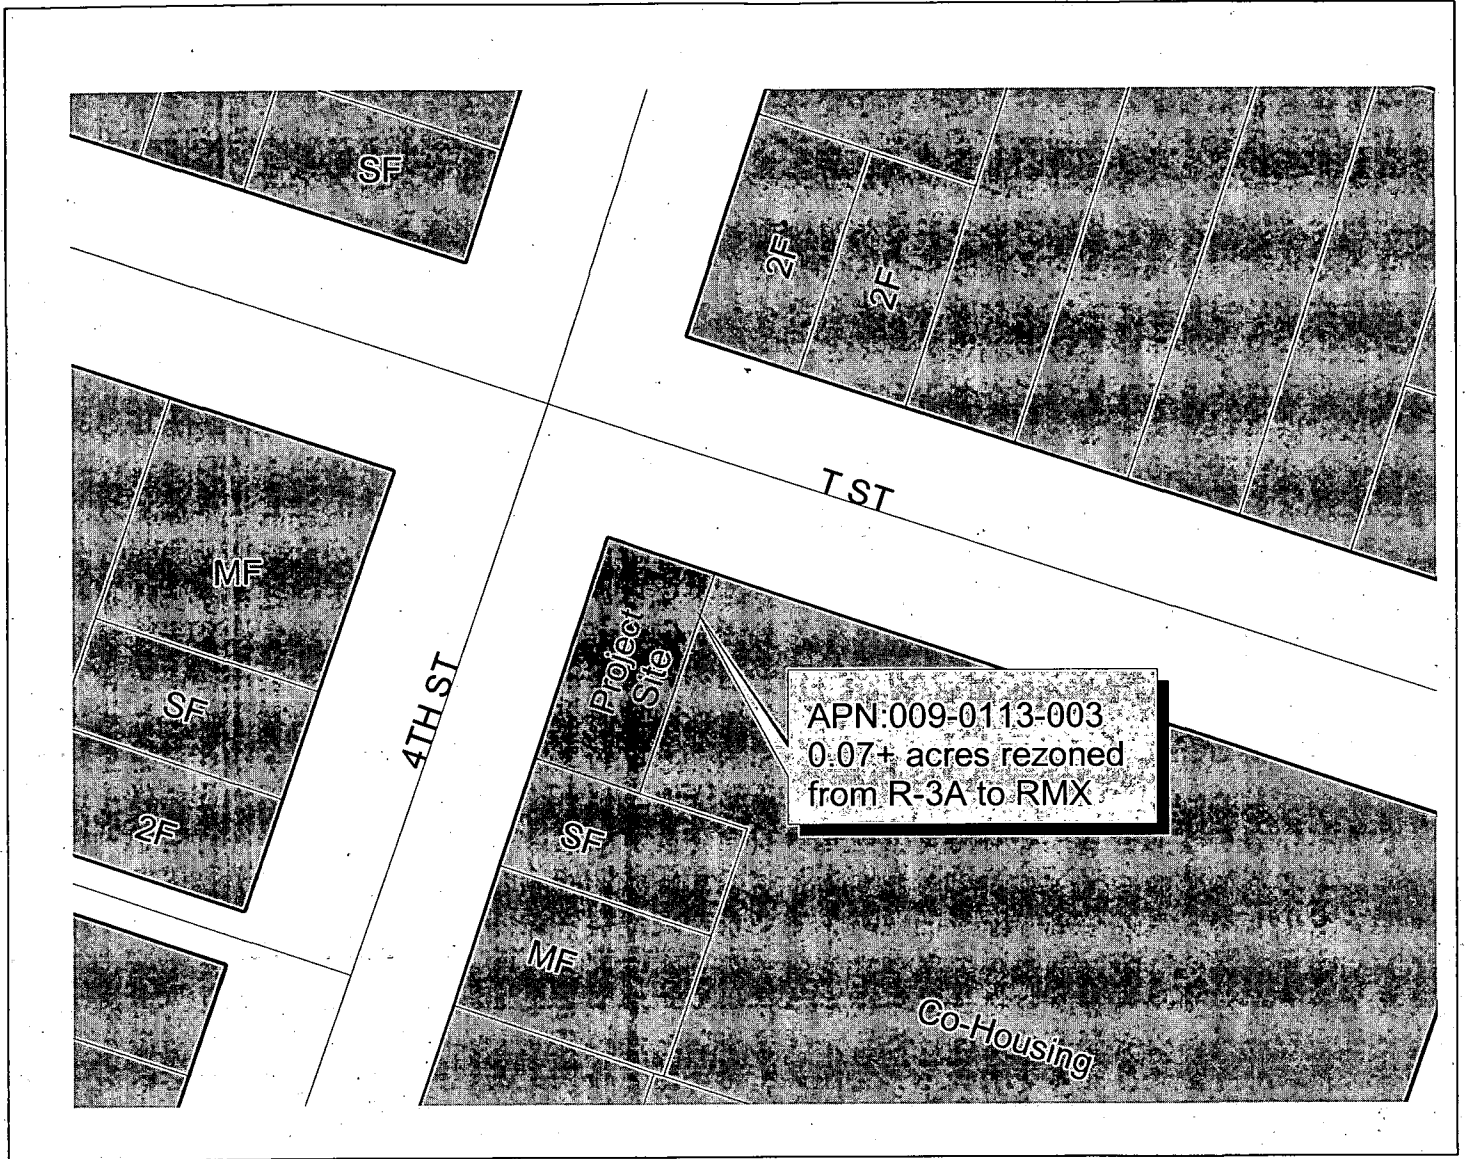 SF
2F
2F
T ST
MF
Project
Site
4TH ST
SF
APN:009-0113-003
0.07+ acres rezoned
from R-3A to RMX
2F
SF
MF
Co-Housing